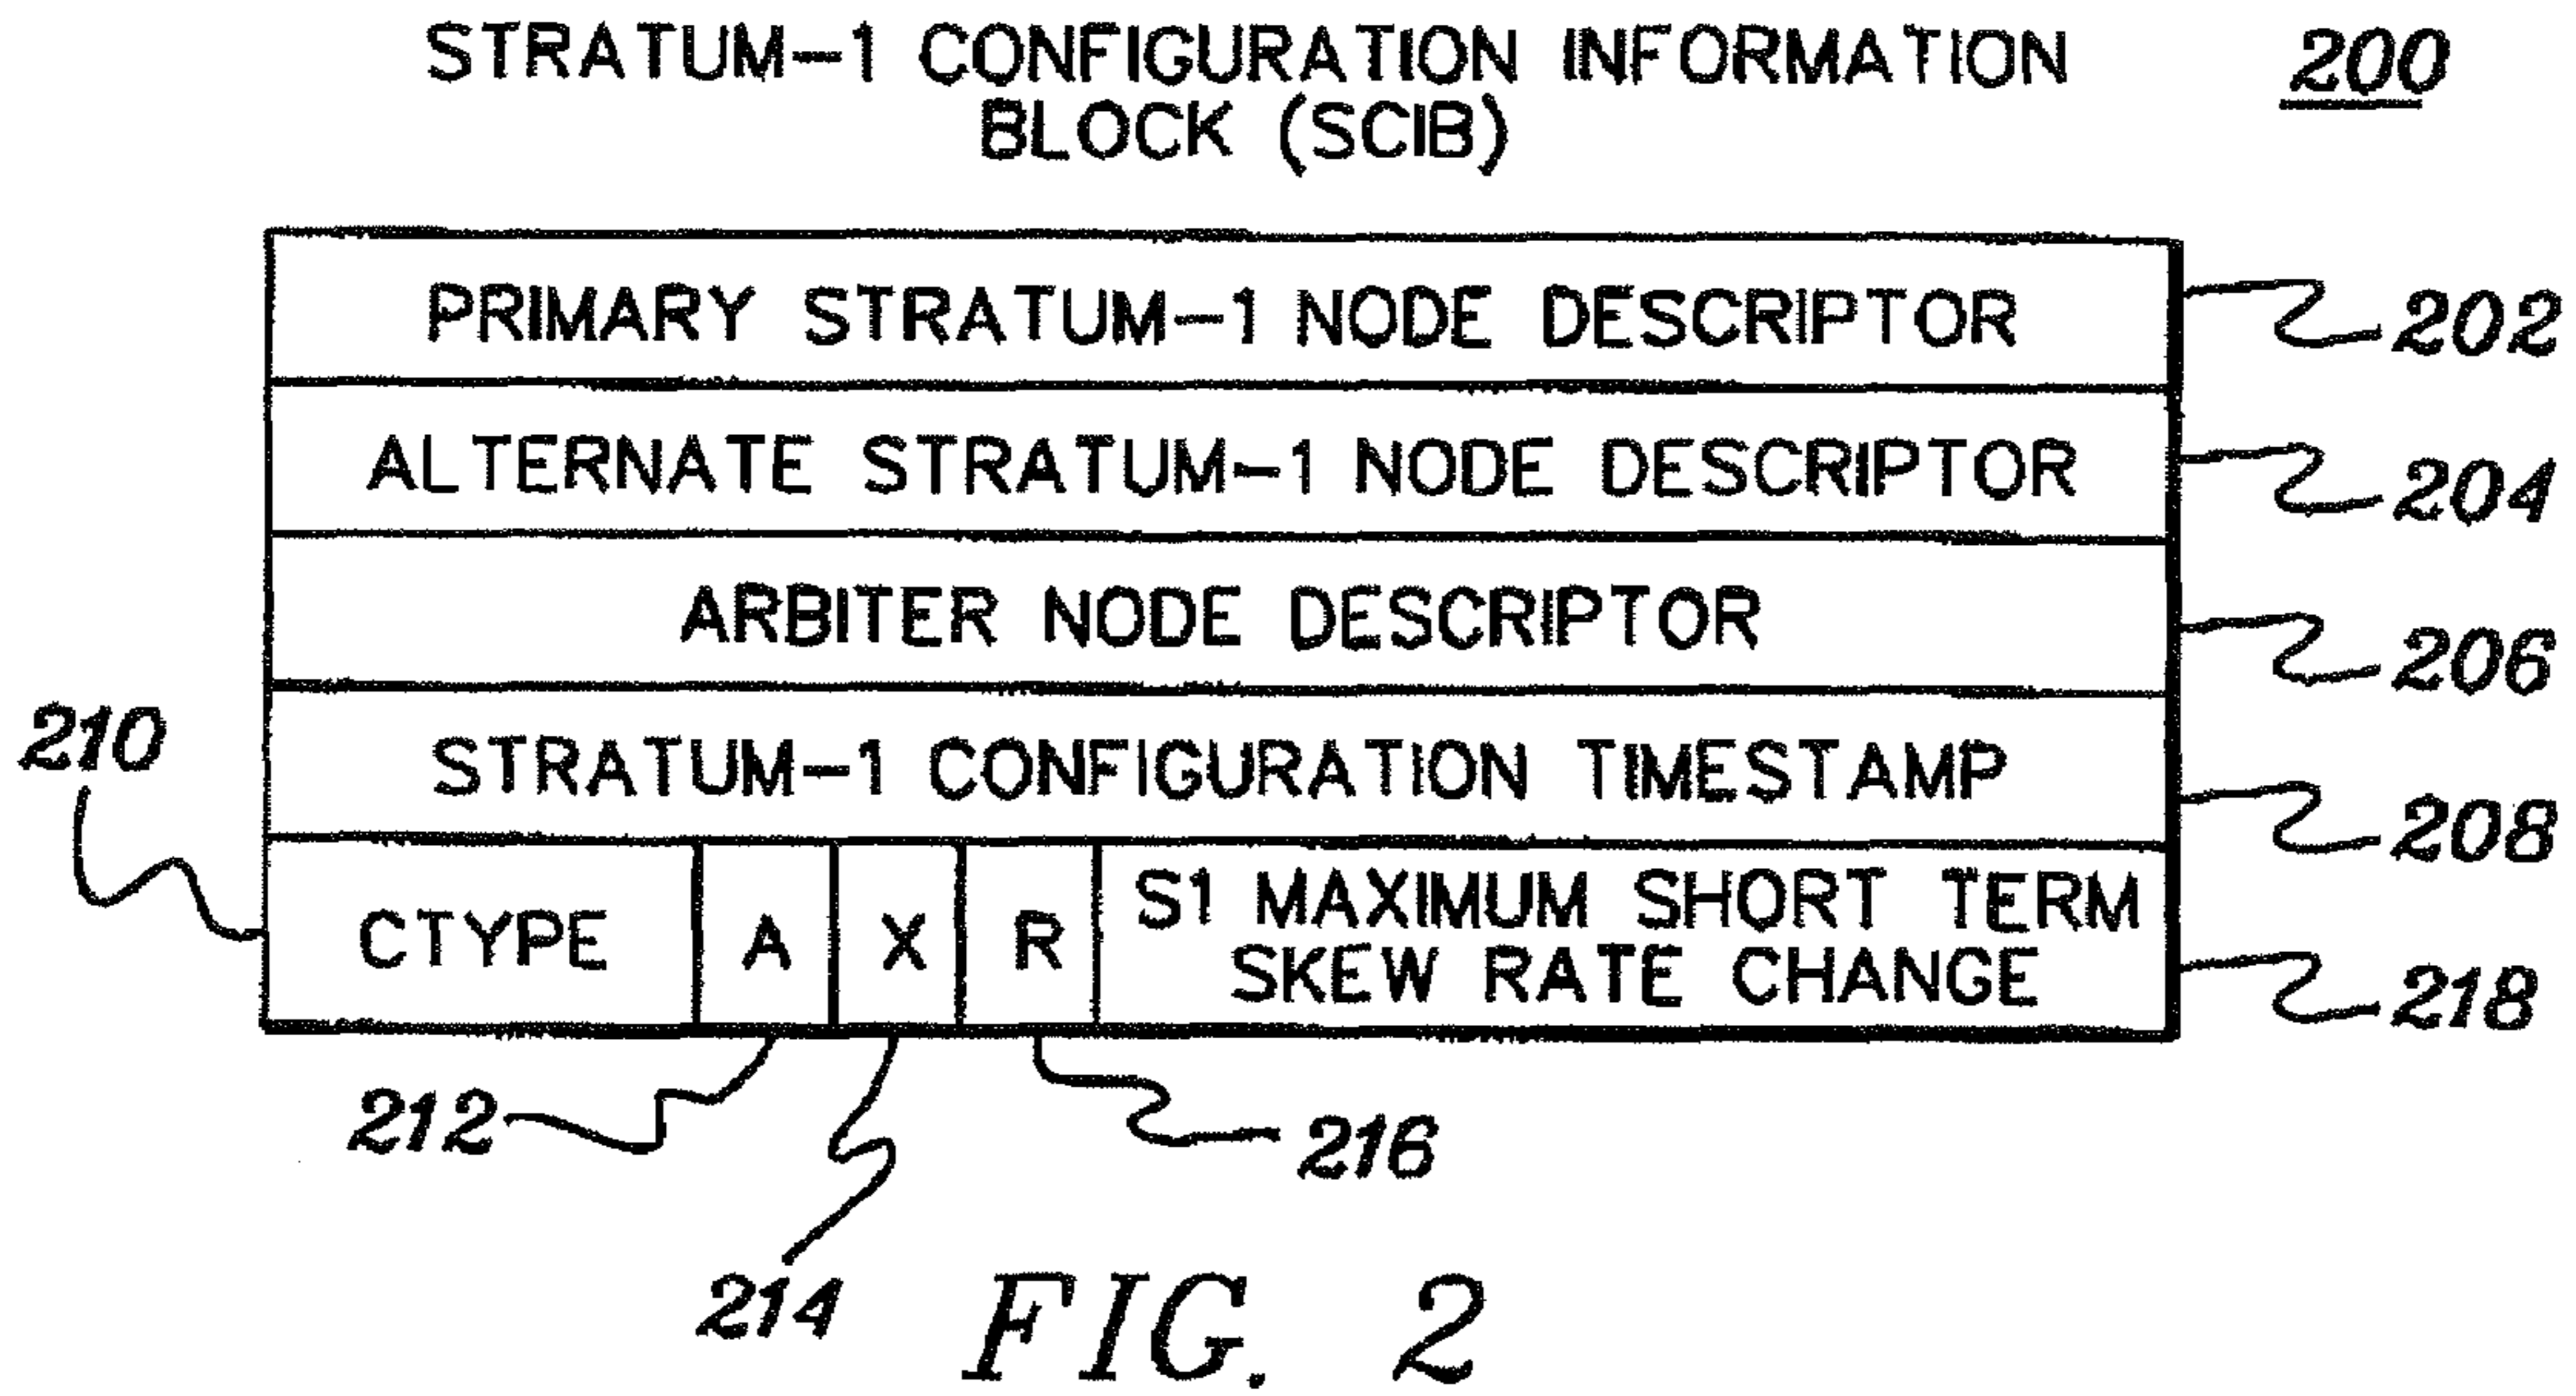 STRATUM-1 CONFIGURATION INFORMATION
BLOCK (SCIB)
200
PRIMARY STRATUM-1 NODE DESCRIPTOR
202
ALTERNATE STRATUM-1 NODE DESCRIPTOR
204
ARBITER NODE DESCRIPTOR
206
210
STRATUM-1 CONFIGURATION TIMESTAMP
208
CTYPE
A
X
R
S1 MAXIMUM SHORT TERM
SKEW RATE CHANGE
218
212
214
216
FIG. 2